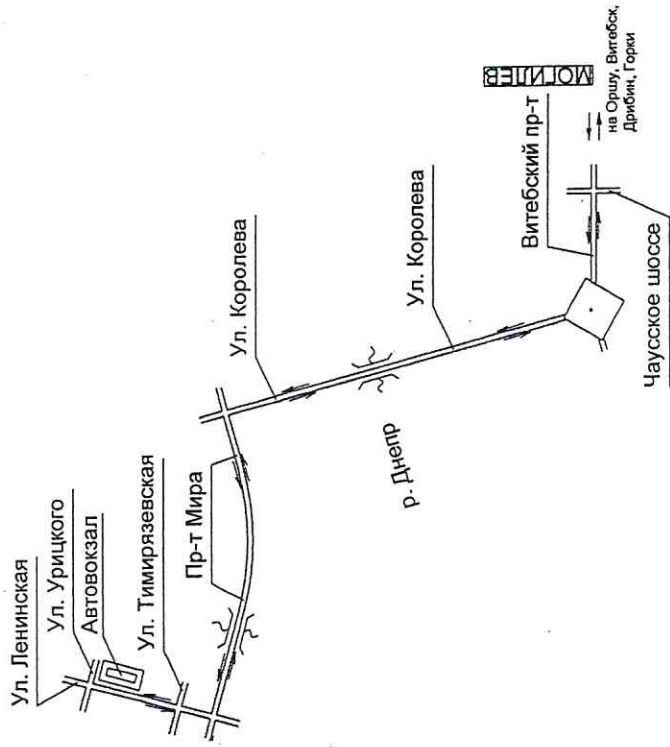 Ул. Ленинская
Ул. Урицкого
Автовокзал
Ул. Тимирязевская
Пр-т Мира
Ул. Королева
р. Днепр
Ул. Королева
Витебский пр-т
МОГИЛЕВ
на Оршу, Витебск,
Дрибин, Горки
Чаусское шоссе